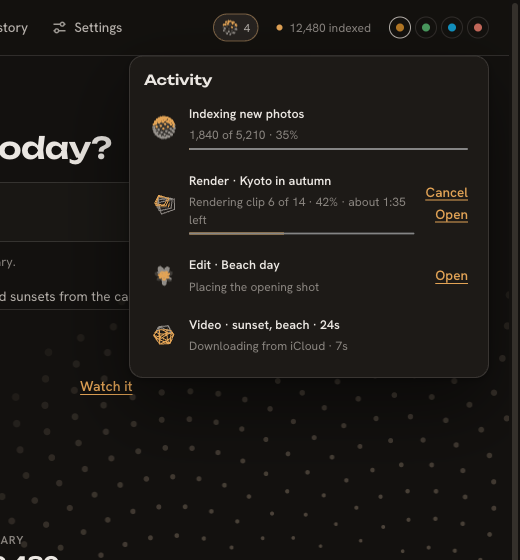 story
Settings
4
12,480 indexed
Activity
Indexing new photos
1,840 of 5,210 · 35%
oday?
Render · Kyoto in autumn
Rendering clip 6 of 14 · 42% · about 1:35
left
Cancel
Open
ry.
Edit · Beach day
Placing the opening shot
Open
d sunsets from the ca
Video · sunset, beach · 24s
Downloading from iCloud · 7s
Watch it
ARY